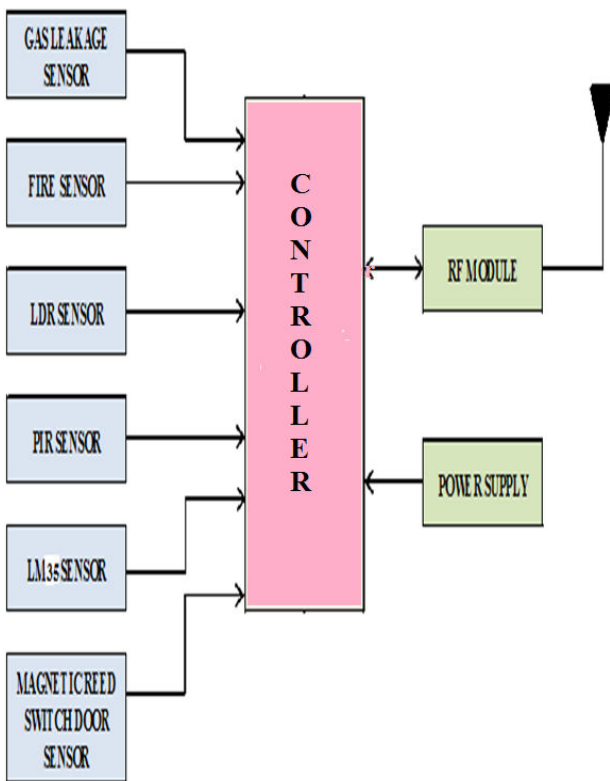 GAS LEAKAGE
SENSOR
FIRE SENSOR
LDR SENSOR
PIR SENSOR
LM35 SENSOR
MAGNETIC REED
SWITCH DOOR
SENSOR
CONTROLLER
RF MODULE
POWER SUPPLY